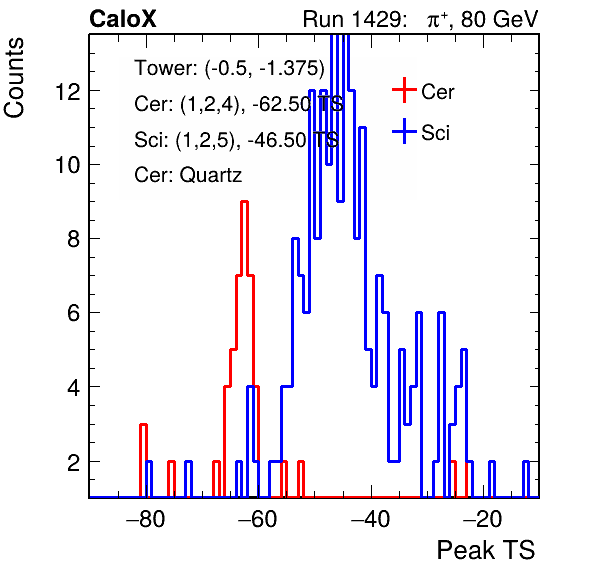 CaloX Run 1429: π⁺, 80 GeV
Counts
Tower: (-0.5, -1.375)
Cer: (1,2,4), -62.50 TS
Sci: (1,2,5), -46.50 TS
Cer: Quartz
Cer
Sci
12
10
8
6
4
2
−80 −60 −40 −20
Peak TS